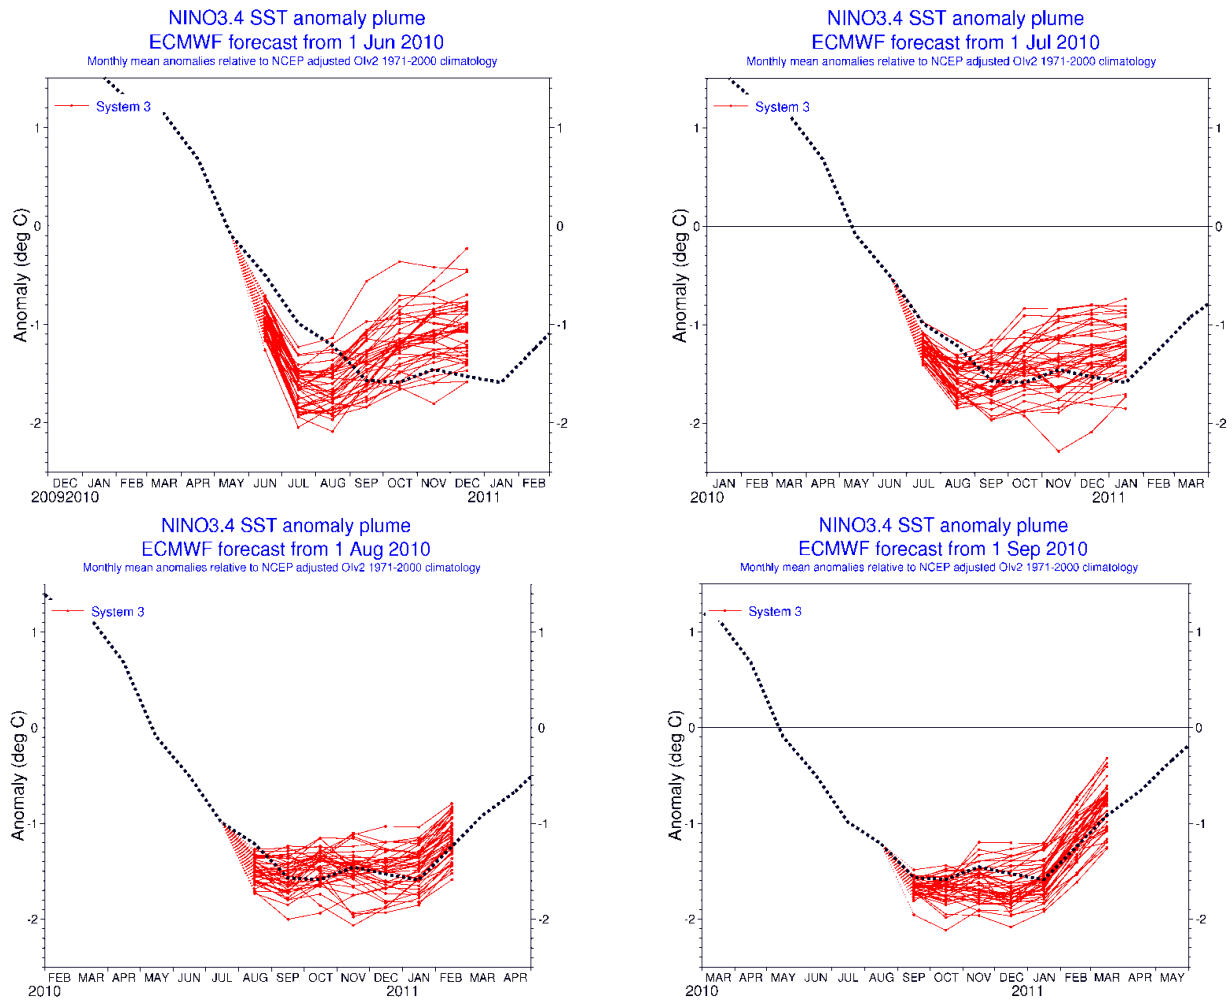 NINO3.4 SST anomaly plume
ECMWF forecast from 1 Jun 2010
Monthly mean anomalies relative to NCEP adjusted OIv2 1971-2000 climatology
System 3
1
0
-1
-2
1
0
-1
-2
Anomaly (deg C)
DEC JAN FEB MAR APR MAY JUN JUL AUG SEP OCT NOV DEC JAN FEB
2009 2010 2011
NINO3.4 SST anomaly plume
ECMWF forecast from 1 Jul 2010
Monthly mean anomalies relative to NCEP adjusted OIv2 1971-2000 climatology
System 3
1
0
-1
-2
1
0
-1
-2
Anomaly (deg C)
JAN FEB MAR APR MAY JUN JUL AUG SEP OCT NOV DEC JAN FEB MAR
2010 2011
NINO3.4 SST anomaly plume
ECMWF forecast from 1 Aug 2010
Monthly mean anomalies relative to NCEP adjusted OIv2 1971-2000 climatology
System 3
1
0
-1
-2
1
0
-1
-2
Anomaly (deg C)
FEB MAR APR MAY JUN JUL AUG SEP OCT NOV DEC JAN FEB MAR APR
2010 2011
NINO3.4 SST anomaly plume
ECMWF forecast from 1 Sep 2010
Monthly mean anomalies relative to NCEP adjusted OIv2 1971-2000 climatology
System 3
1
0
-1
-2
1
0
-1
-2
Anomaly (deg C)
MAR APR MAY JUN JUL AUG SEP OCT NOV DEC JAN FEB MAR APR MAY
2010 2011